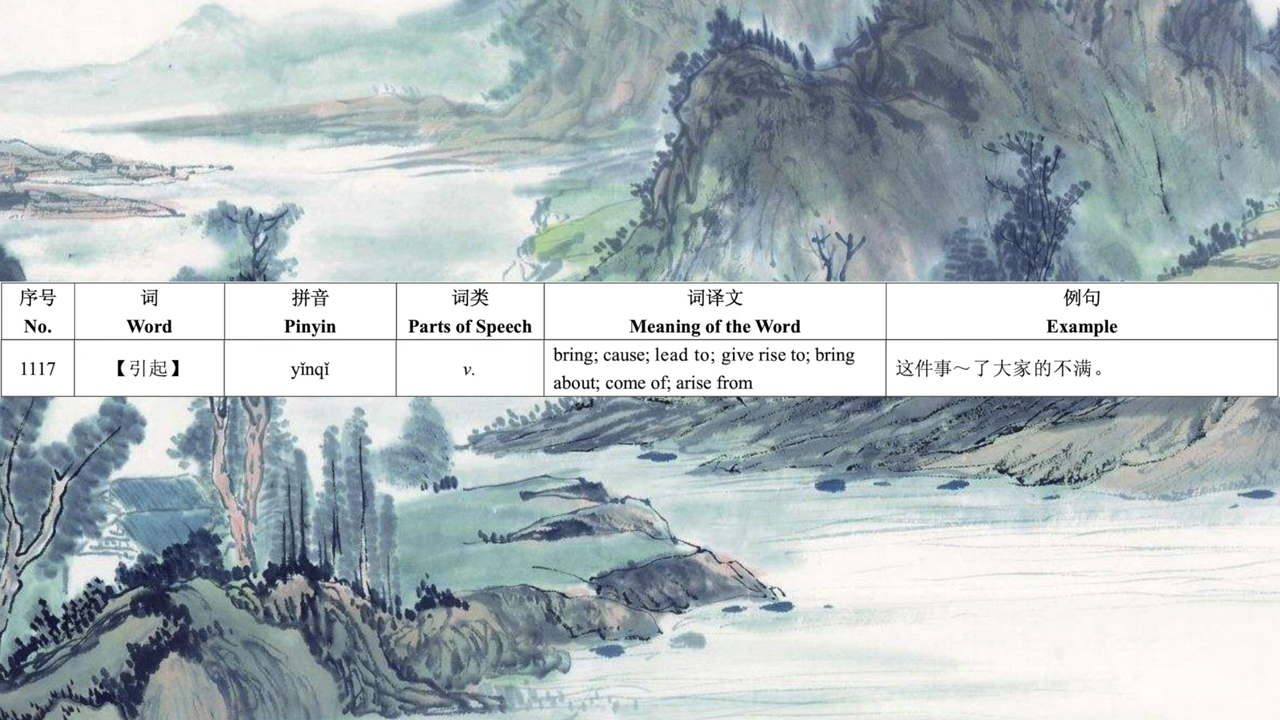 序号 词 拼音 词类 词译文 例句
No. Word Pinyin Parts of Speech Meaning of the Word Example
1117 【引起】 yǐnqǐ v. bring; cause; lead to; give rise to; bring about; come of; arise from 这件事～了大家的不满。